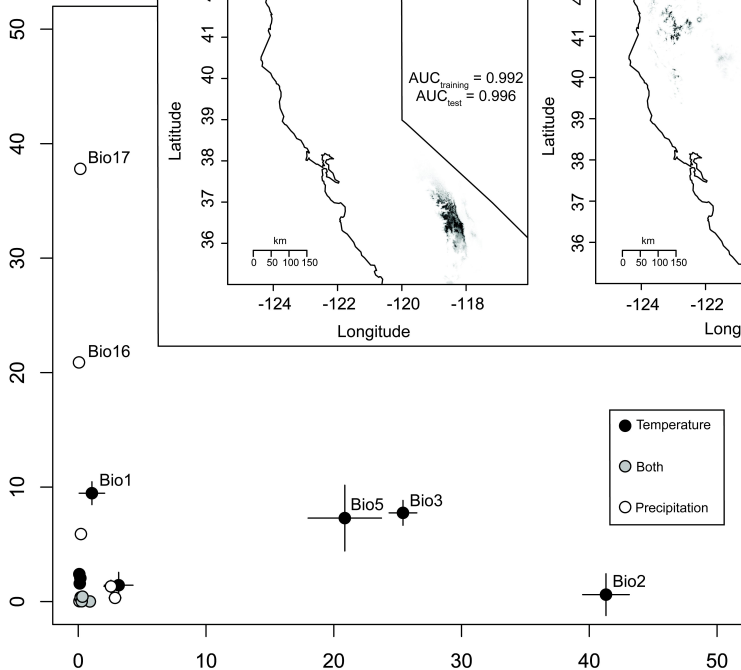 50
40
30
20
10
0
0 10 20 30 40 50
Bio17
Bio16
Bio1
Bio5
Bio3
Bio2
Latitude
41
40
39
38
37
36
AUCtraining = 0.992
AUCtest = 0.996
km
0 50 100 150
-124 -122 -120 -118
Longitude
Latitude
41
40
39
38
37
36
km
0 50 100 150
-124 -122
Long
Temperature
Both
Precipitation